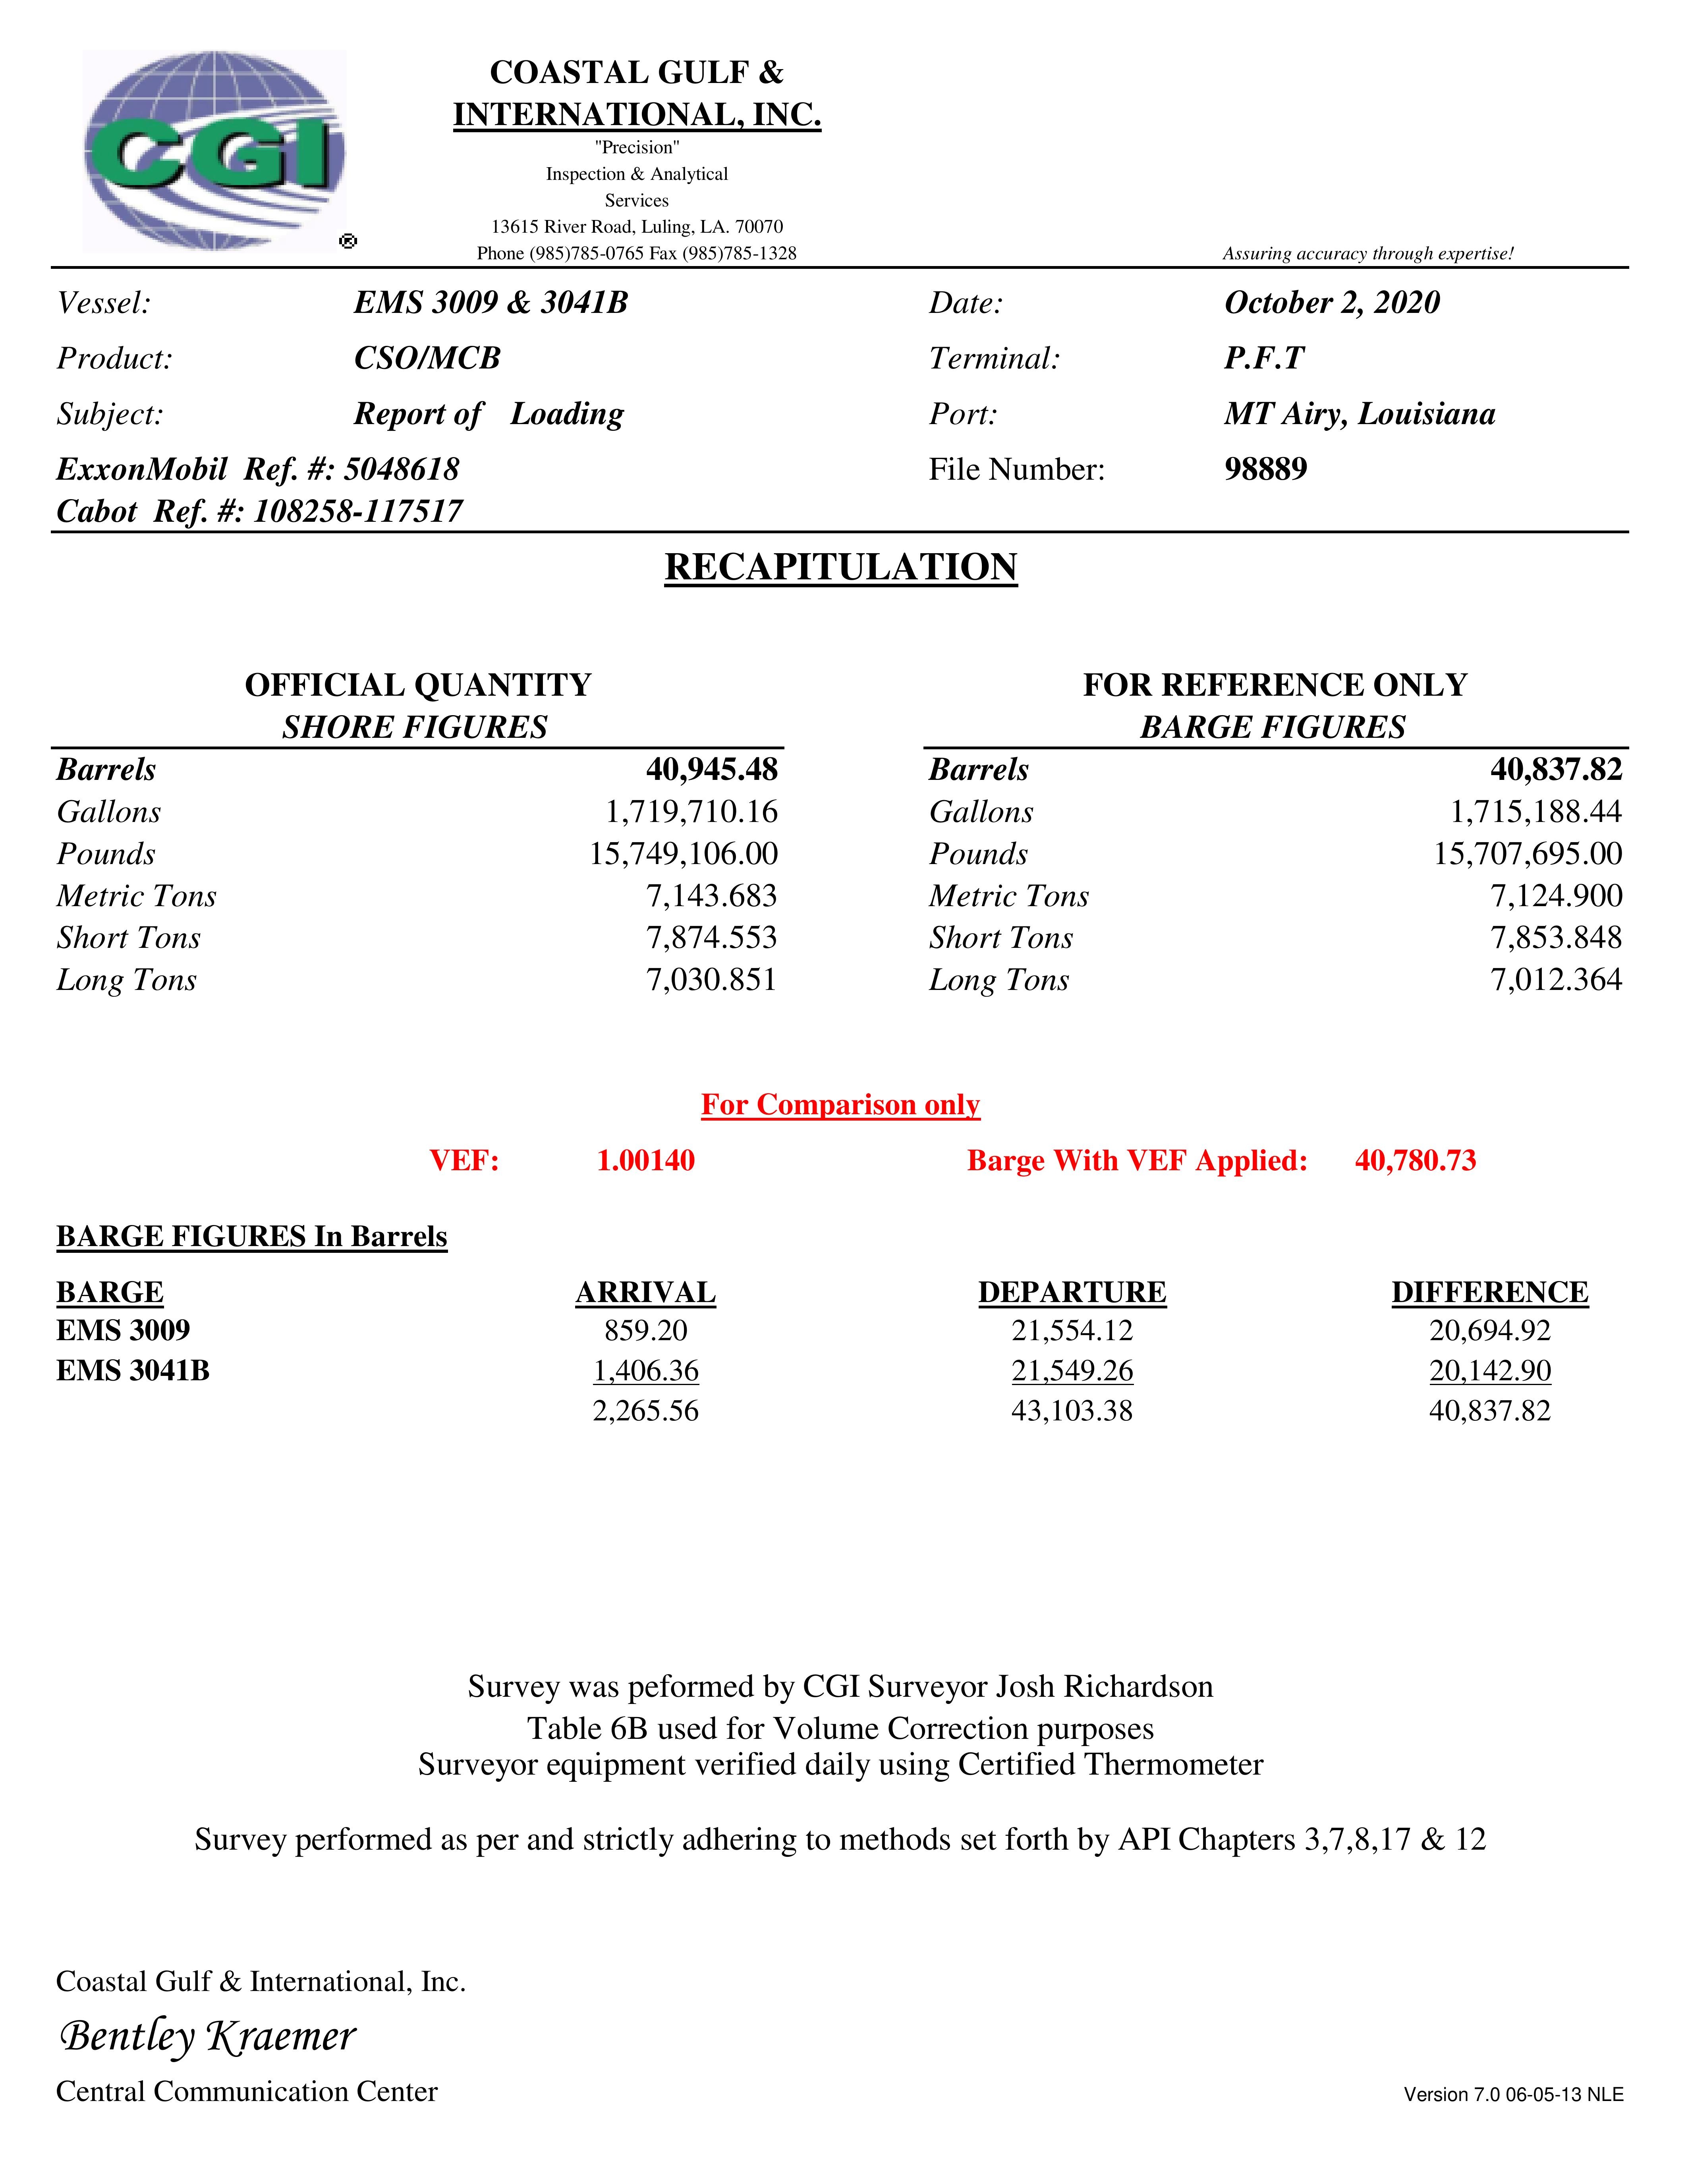 CGI
®
COASTAL GULF &
INTERNATIONAL, INC.
"Precision"
Inspection & Analytical
Services
13615 River Road, Luling, LA. 70070
Phone (985)785-0765 Fax (985)785-1328
Assuring accuracy through expertise!
Vessel: EMS 3009 & 3041B Date: October 2, 2020
Product: CSO/MCB Terminal: P.F.T
Subject: Report of Loading Port: MT Airy, Louisiana
ExxonMobil Ref. #: 5048618 File Number: 98889
Cabot Ref. #: 108258-117517
RECAPITULATION
OFFICIAL QUANTITY FOR REFERENCE ONLY
SHORE FIGURES BARGE FIGURES
Barrels 40,945.48 Barrels 40,837.82
Gallons 1,719,710.16 Gallons 1,715,188.44
Pounds 15,749,106.00 Pounds 15,707,695.00
Metric Tons 7,143.683 Metric Tons 7,124.900
Short Tons 7,874.553 Short Tons 7,853.848
Long Tons 7,030.851 Long Tons 7,012.364
For Comparison only
VEF: 1.00140 Barge With VEF Applied: 40,780.73
BARGE FIGURES In Barrels
BARGE ARRIVAL DEPARTURE DIFFERENCE
EMS 3009 859.20 21,554.12 20,694.92
EMS 3041B 1,406.36 21,549.26 20,142.90
2,265.56 43,103.38 40,837.82
Survey was peformed by CGI Surveyor Josh Richardson
Table 6B used for Volume Correction purposes
Surveyor equipment verified daily using Certified Thermometer
Survey performed as per and strictly adhering to methods set forth by API Chapters 3,7,8,17 & 12
Coastal Gulf & International, Inc.
Bentley Kraemer
Central Communication Center
Version 7.0 06-05-13 NLE